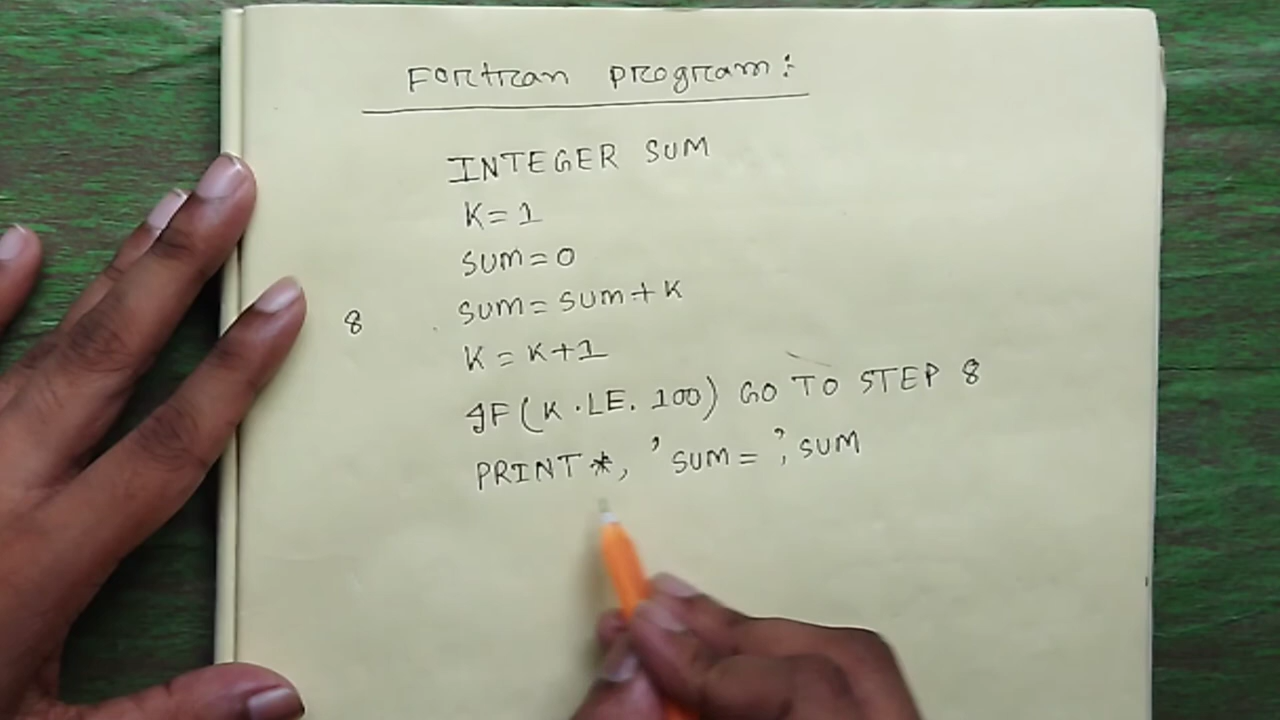 Fortran program:
INTEGER SUM
K=1
SUM=0
8 SUM=SUM+K
K=K+1
IF(K.LE.100) GO TO STEP 8
PRINT*, 'SUM=', SUM